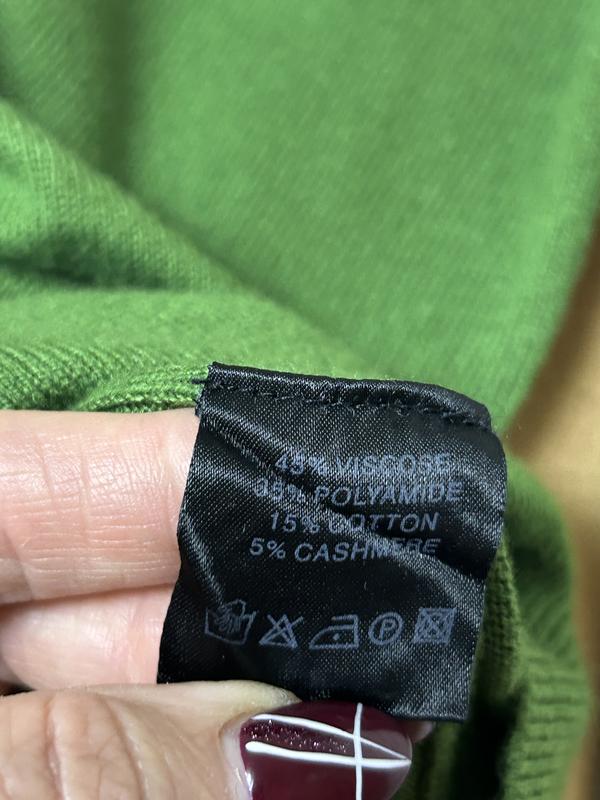 45% VISCOSE
35% POLYAMIDE
15% COTTON
5% CASHMERE
P